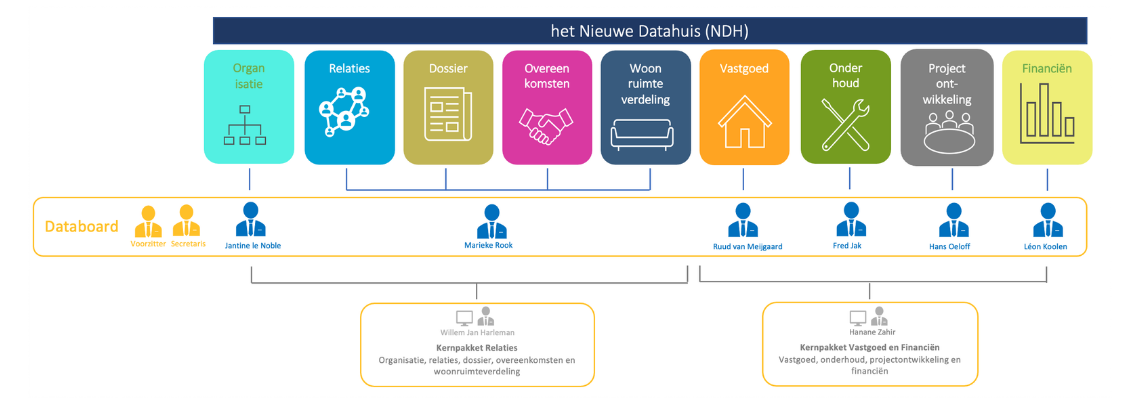 het Nieuwe Datahuis (NDH)
Organ
isatie
Relaties
Dossier
Overeen
komsten
Woon
ruimte
verdeling
Vastgoed
Onder
houd
Project
ont-
wikkeling
Financiën
Databoard
Voorzitter
Secretaris
Jantine le Noble
Marieke Rook
Ruud van Meijgaard
Fred Jak
Hans Oeloff
Léon Koolen
Willem Jan Harleman
Kernpakket Relaties
Organisatie, relaties, dossier, overeenkomsten en
woonruimteverdeling
Hanane Zahir
Kernpakket Vastgoed en Financiën
Vastgoed, onderhoud, projectontwikkeling en
financiën